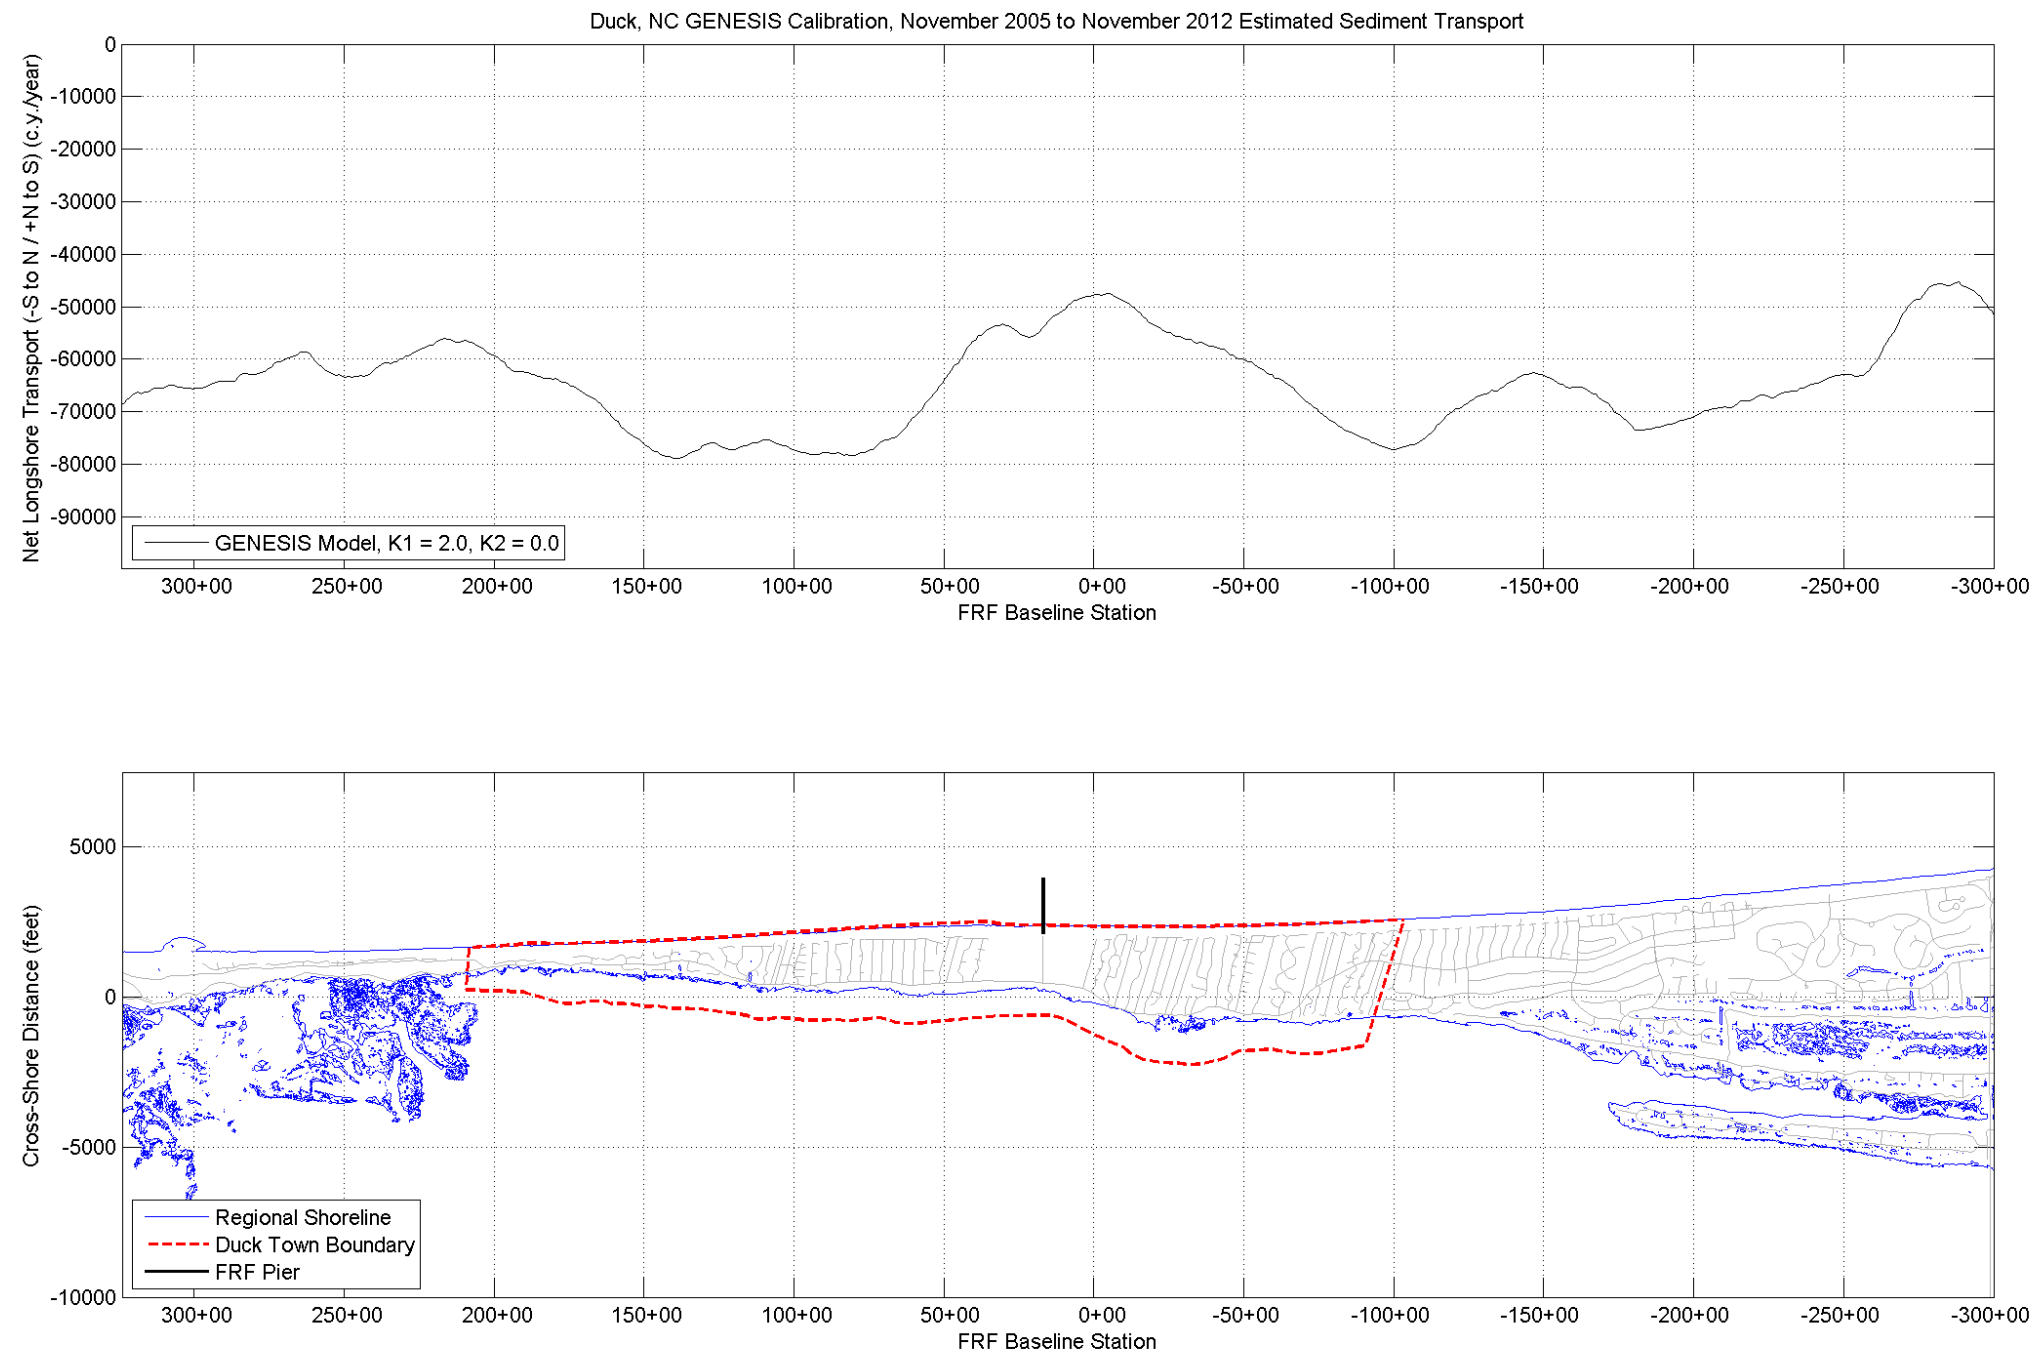 Duck, NC GENESIS Calibration, November 2005 to November 2012 Estimated Sediment Transport
Net Longshore Transport (-S to N / +N to S) (c.y./year)
0
-10000
-20000
-30000
-40000
-50000
-60000
-70000
-80000
-90000
GENESIS Model, K1 = 2.0, K2 = 0.0
300+00 250+00 200+00 150+00 100+00 50+00 0+00 -50+00 -100+00 -150+00 -200+00 -250+00 -300+00
FRF Baseline Station
Cross-Shore Distance (feet)
5000
0
-5000
-10000
Regional Shoreline
Duck Town Boundary
FRF Pier
300+00 250+00 200+00 150+00 100+00 50+00 0+00 -50+00 -100+00 -150+00 -200+00 -250+00 -300+00
FRF Baseline Station